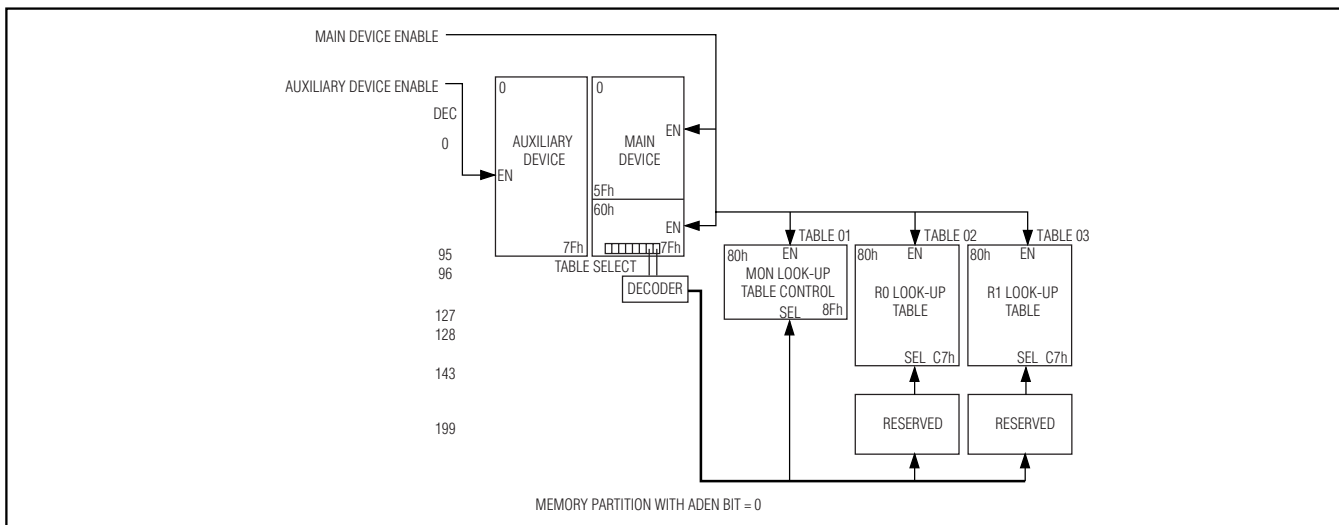 MAIN DEVICE ENABLE
AUXILIARY DEVICE ENABLE
DEC
0
95
96
127
128
143
199
0
AUXILIARY
DEVICE
EN
7Fh
0
MAIN
DEVICE
EN
5Fh
60h
EN
7Fh
TABLE SELECT
DECODER
TABLE 01
80h
EN
MON LOOK-UP
TABLE CONTROL
SEL
8Fh
TABLE 02
80h
EN
R0 LOOK-UP
TABLE
SEL C7h
RESERVED
TABLE 03
80h
EN
R1 LOOK-UP
TABLE
SEL C7h
RESERVED
MEMORY PARTITION WITH ADEN BIT = 0